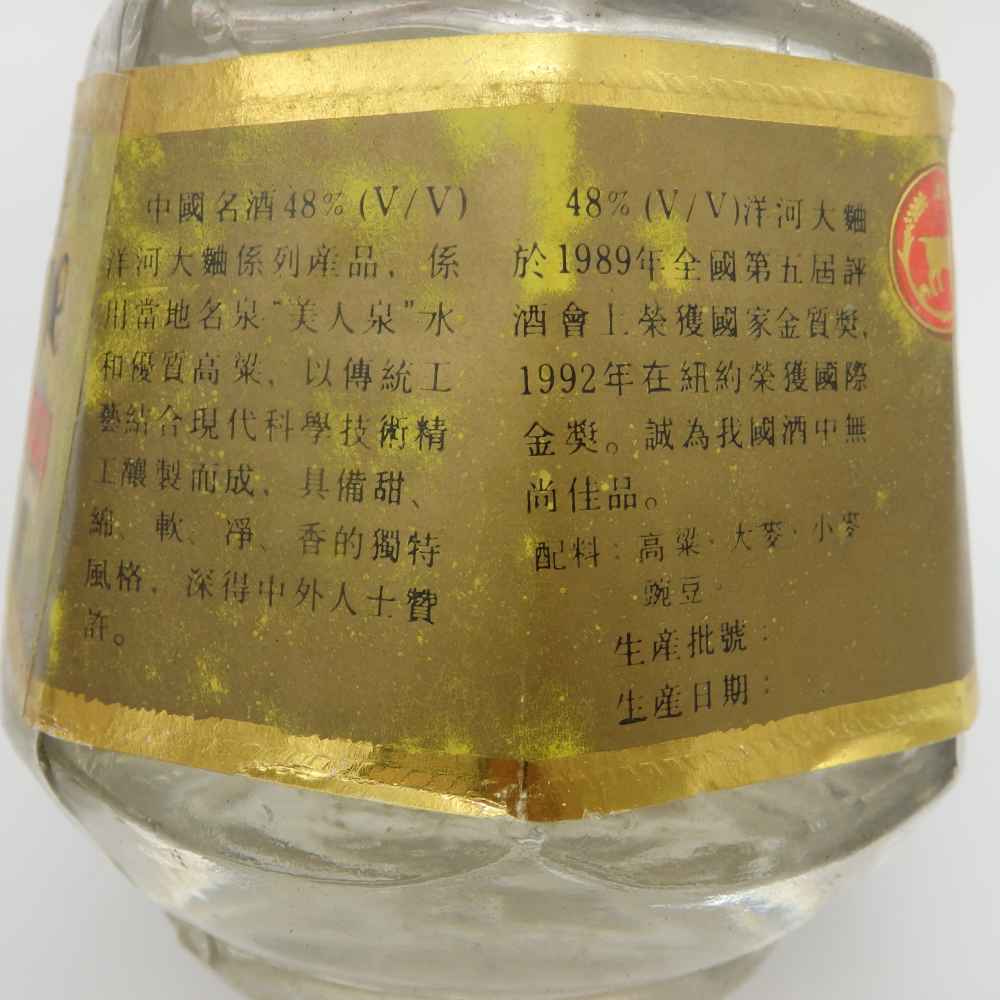 中國名酒48%(V/V)
洋河大麯係列産品，係
用當地名泉“美人泉”水
和優質高粱，以傳統工
藝結合現代科學技術精
工釀製而成，具備甜、
綿、軟、凈、香的獨特
風格，深得中外人士贊
許。
48%(V/V)洋河大麯
於1989年全國第五屆評
酒會上榮獲國家金質奬，
1992年在紐約榮獲國際
金奬。誠為我國酒中無
尚佳品。
配料：高粱·大麥·小麥
豌豆·
生産批號：
生産日期：